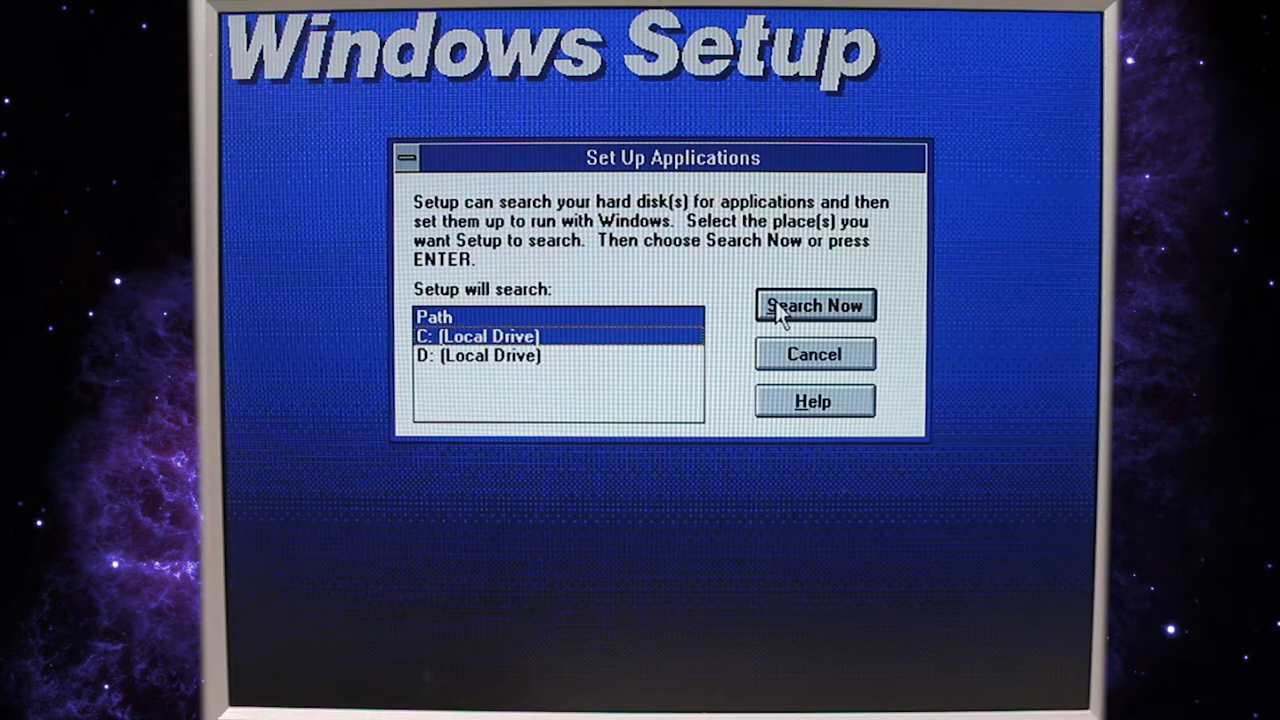 Windows Setup
Set Up Applications
Setup can search your hard disk(s) for applications and then
set them up to run with Windows.  Select the place(s) you
want Setup to search.  Then choose Search Now or press
ENTER.
Setup will search:
Path
C: (Local Drive)
D: (Local Drive)
Search Now
Cancel
Help